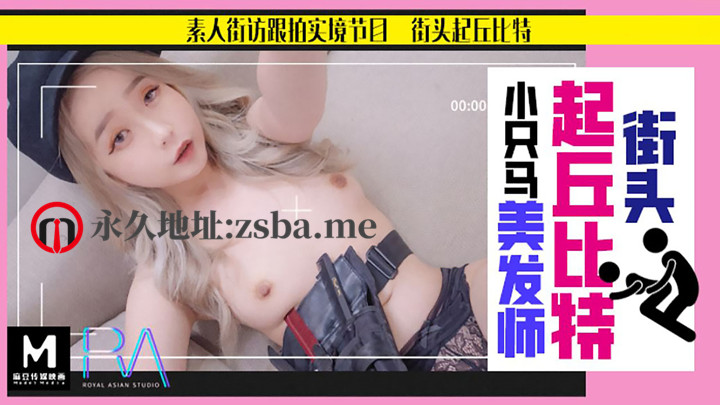 素人街访跟拍实境节目 街头起丘比特
00:00
永久地址:zsba.me
街头
起丘比特
小只马美发师
M
麻豆传媒映画
Model Media
RA
ROYAL ASIAN STUDIO